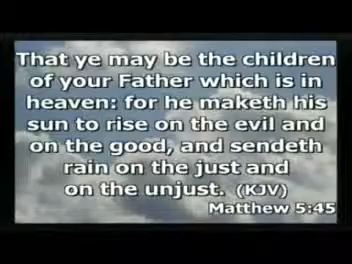 That ye may be the children
of your Father which is in
heaven: for he maketh his
sun to rise on the evil and
on the good, and sendeth
rain on the just and
on the unjust. (KJV)
Matthew 5:45